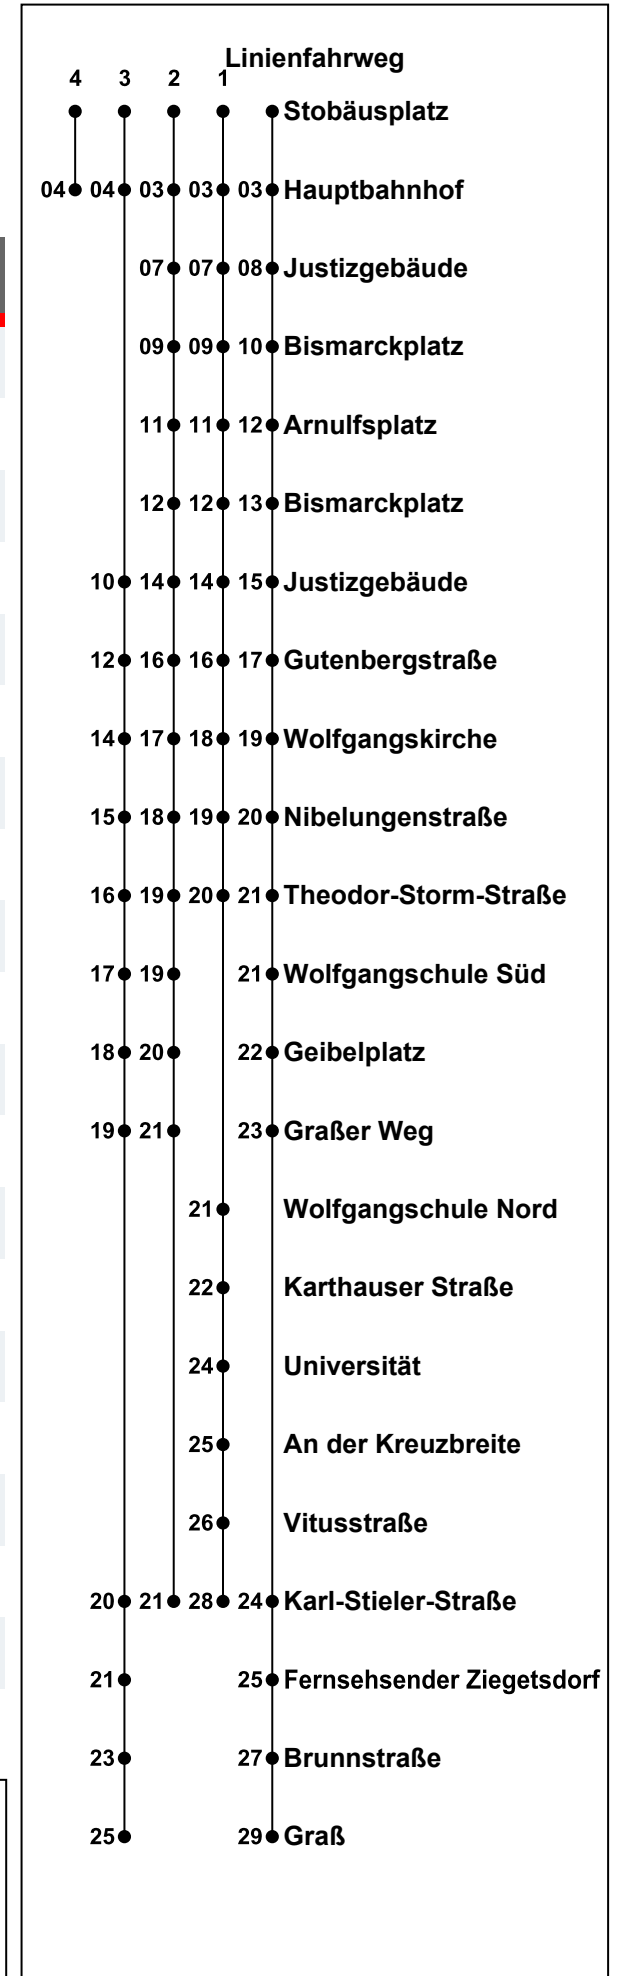 Linienfahrweg
4 3 2 1
Stobäusplatz
04 04 03 03 03 Hauptbahnhof
07 07 08 Justizgebäude
09 09 10 Bismarckplatz
11 11 12 Arnulfsplatz
12 12 13 Bismarckplatz
10 14 14 15 Justizgebäude
12 16 16 17 Gutenbergstraße
14 17 18 19 Wolfgangskirche
15 18 19 20 Nibelungenstraße
16 19 20 21 Theodor-Storm-Straße
17 19 21 Wolfgangschule Süd
18 20 22 Geibelplatz
19 21 23 Graßer Weg
21 Wolfgangschule Nord
22 Karthauser Straße
24 Universität
25 An der Kreuzbreite
26 Vitusstraße
20 21 28 24 Karl-Stieler-Straße
21 25 Fernsehsender Ziegetsdorf
23 27 Brunnstraße
25 29 Graß